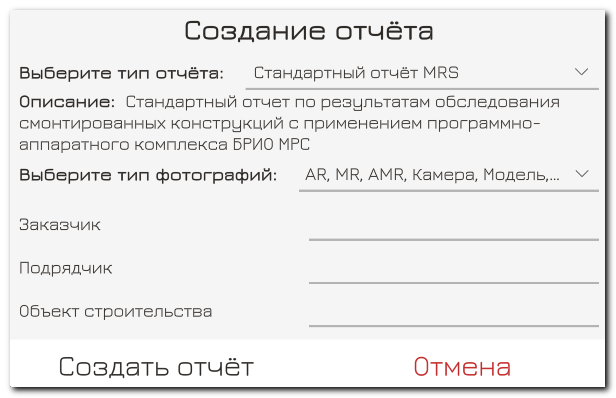 Создание отчёта
Выберите тип отчёта: Стандартный отчёт MRS
Описание: Стандартный отчет по результатам обследования
смонтированных конструкций с применением программно-
аппаратного комплекса БРИО МРС
Выберите тип фотографий: AR, MR, AMR, Камера, Модель,...
Заказчик
Подрядчик
Объект строительства
Создать отчёт Отмена